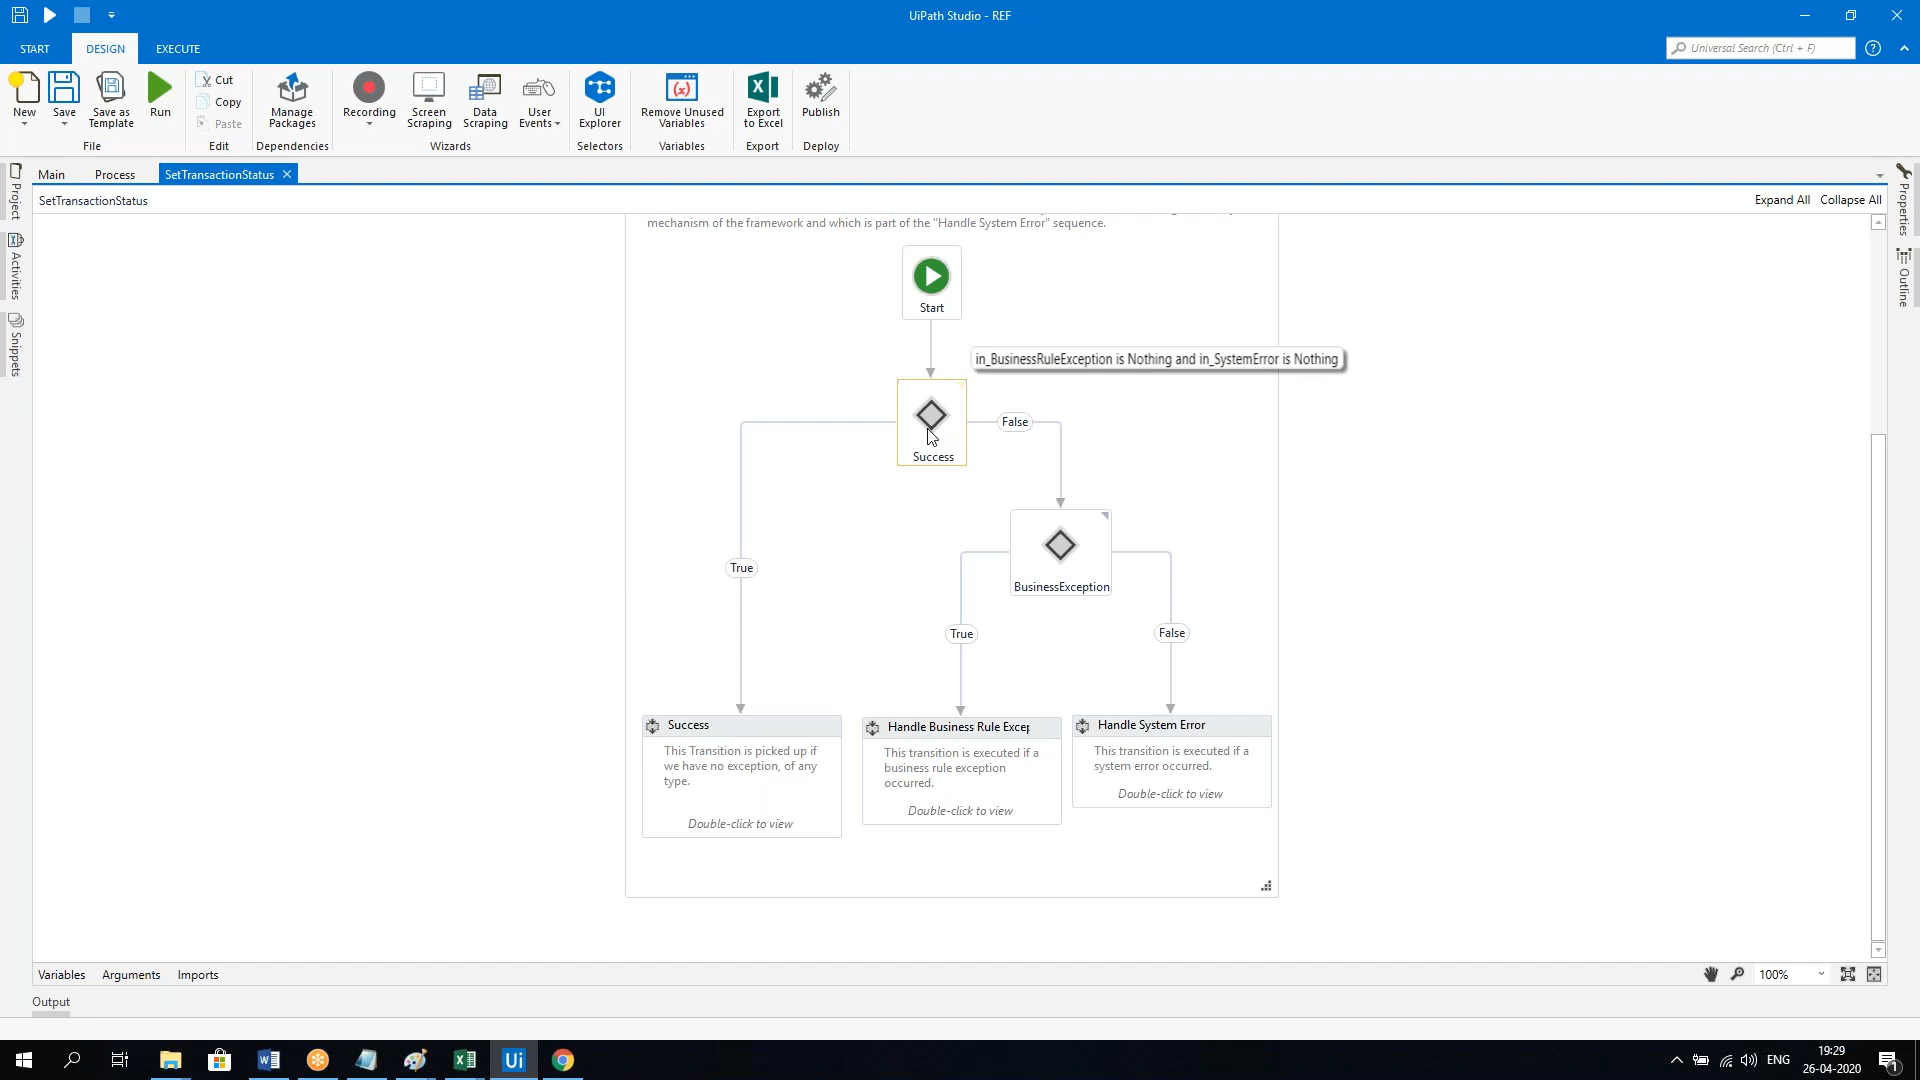 UiPath Studio - REF
START DESIGN EXECUTE
Universal Search (Ctrl + F)
New
Save
Save as Template
Run
Cut
Copy
Paste
Manage Packages
Recording
Screen Scraping
Data Scraping
User Events
UI Explorer
Remove Unused Variables
Export to Excel
Publish
File
Edit
Dependencies
Wizards
Selectors
Variables
Export
Deploy
Main Process SetTransactionStatus
SetTransactionStatus
Expand All Collapse All
Project
Activities
Snippets
Properties
Outline
mechanism of the framework and which is part of the "Handle System Error" sequence.
Start
in_BusinessRuleException is Nothing and in_SystemError is Nothing
False
Success
True
BusinessException
True
False
Success
This Transition is picked up if
we have no exception, of any
type.
Double-click to view
Handle Business Rule Excep
This transition is executed if a
business rule exception
occurred.
Double-click to view
Handle System Error
This transition is executed if a
system error occurred.
Double-click to view
Variables Arguments Imports
100%
Output
Ui
ENG
19:29
26-04-2020
1